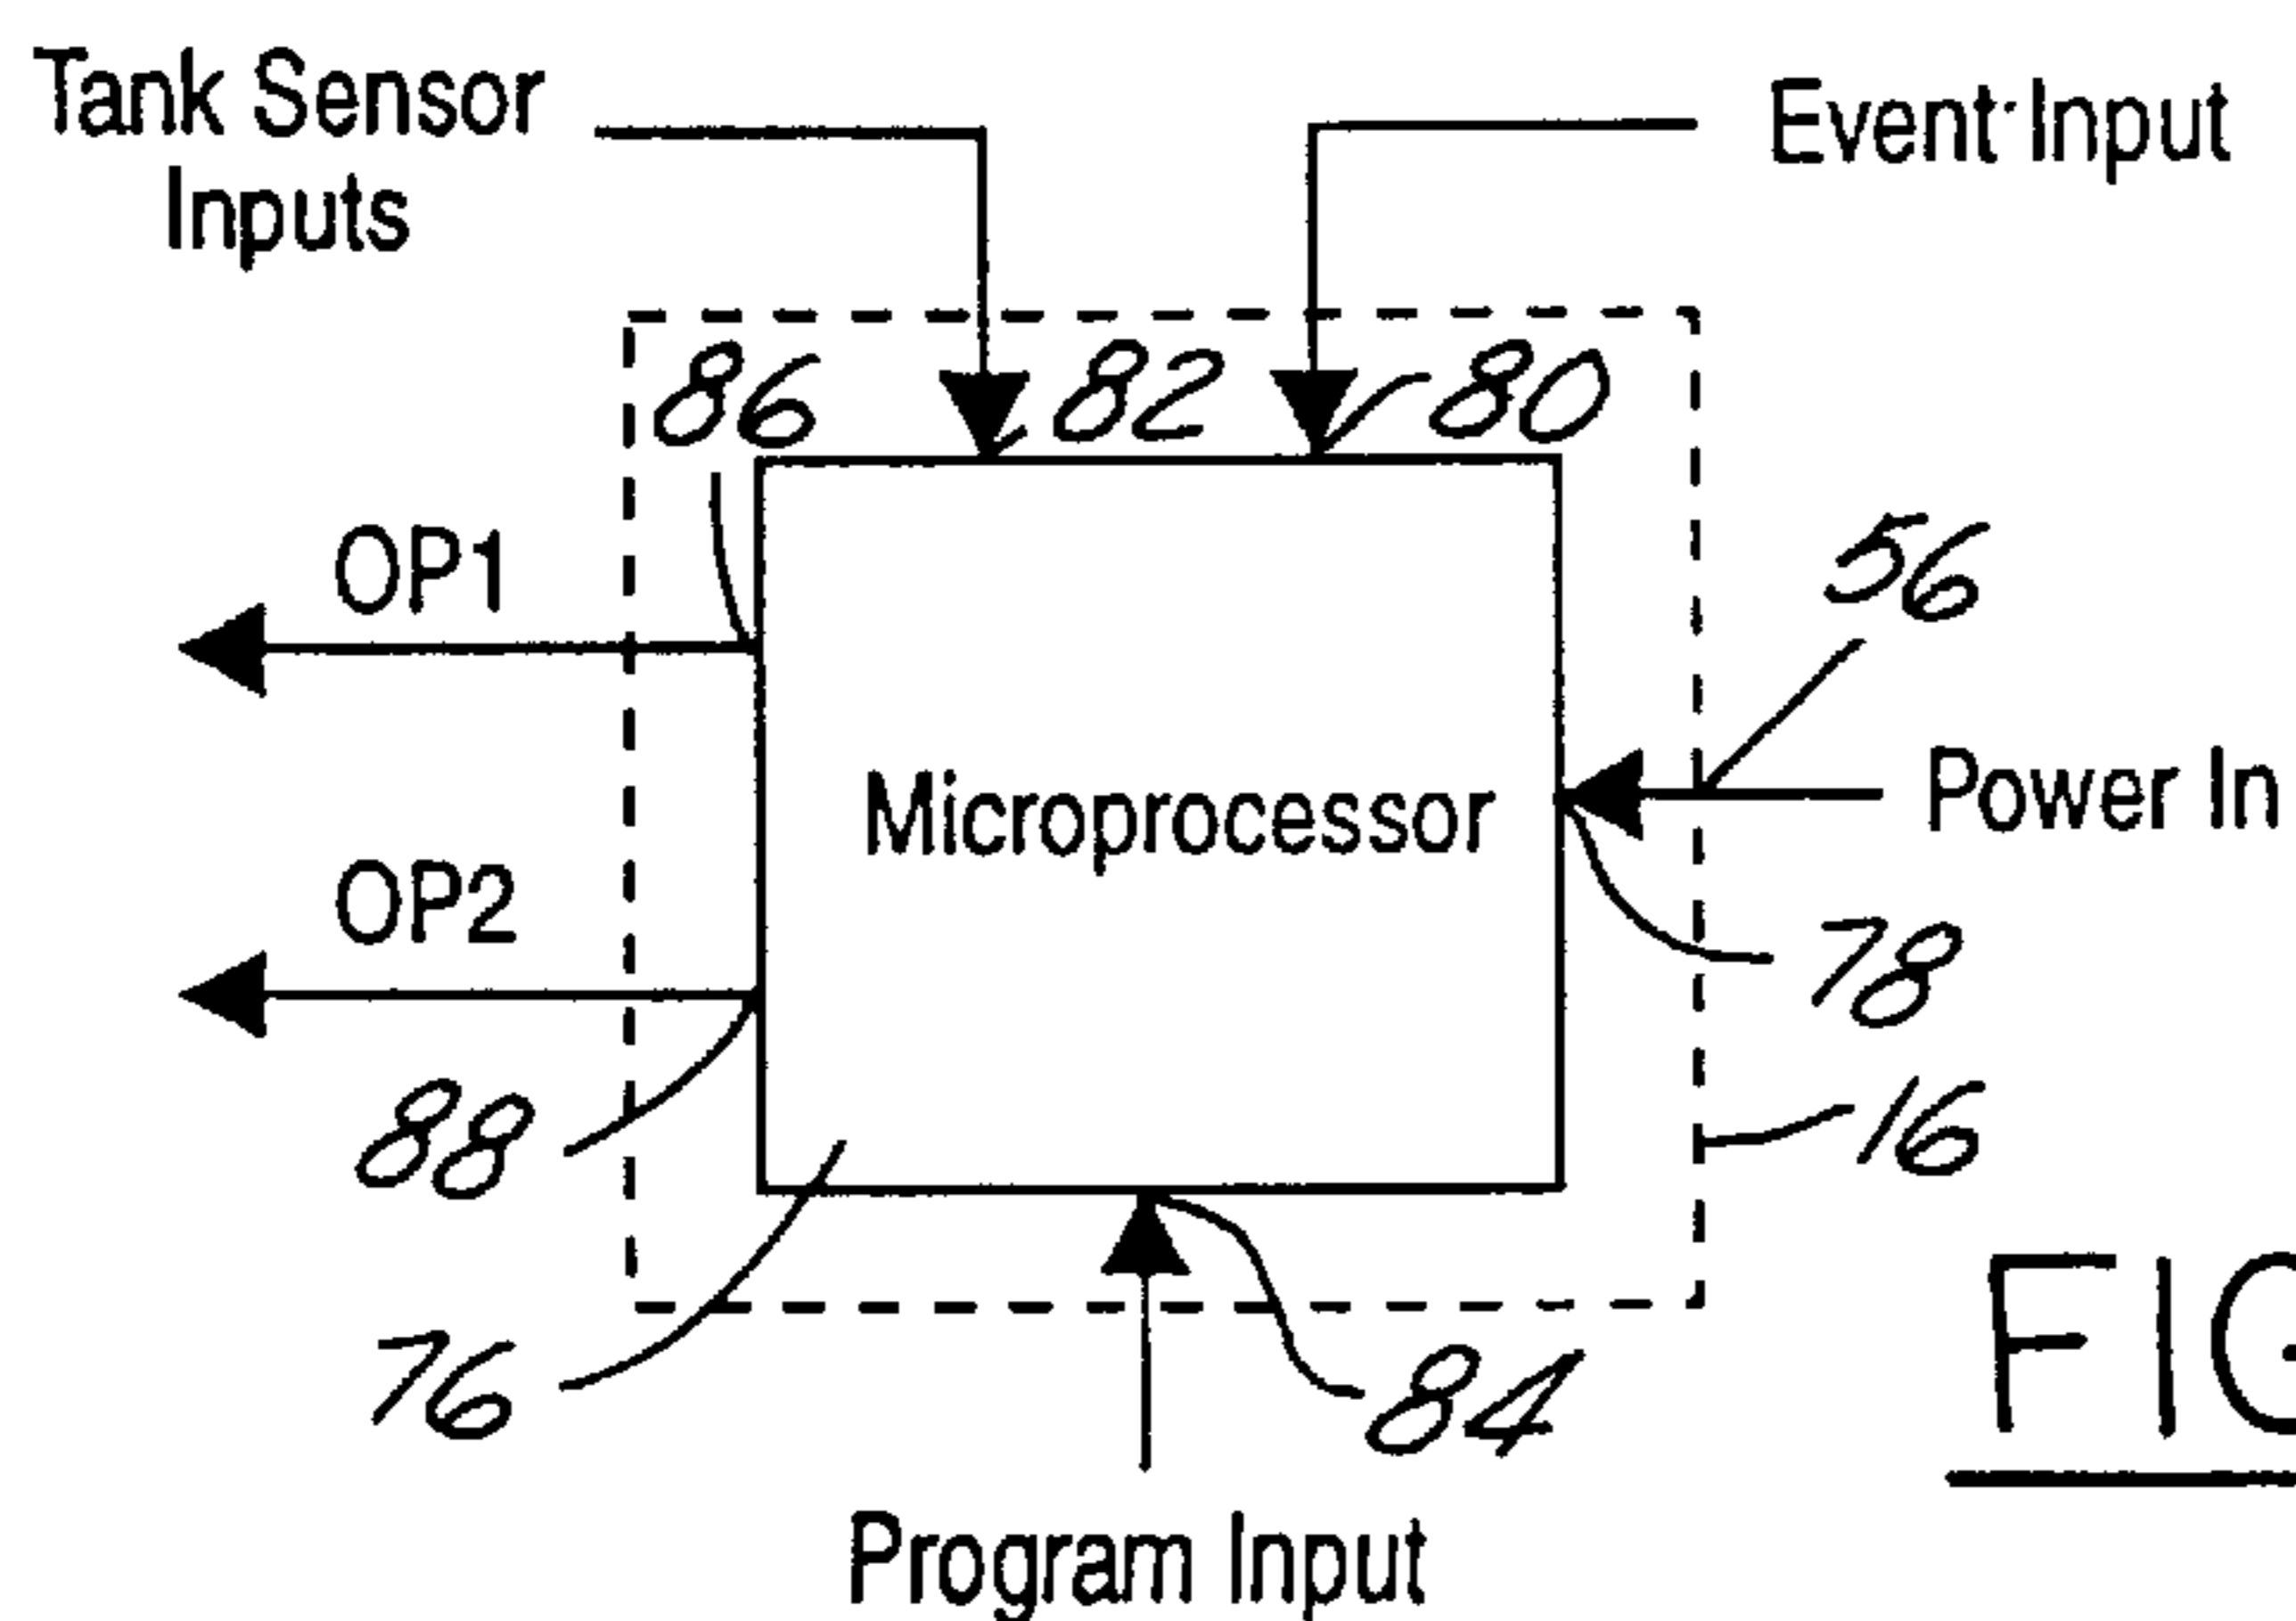 Tank Sensor
Inputs
Event Input
86
82
80
OP1
56
Microprocessor
Power In
OP2
78
88
16
76
84
FIG
Program Input